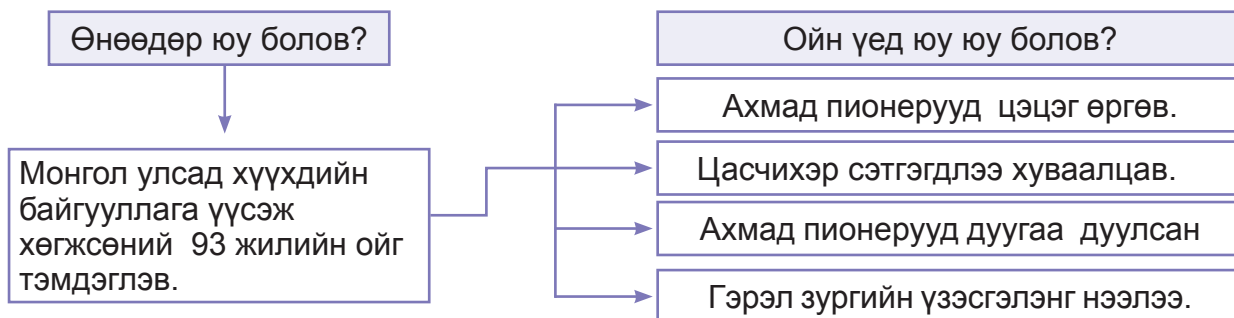 Өнөөдөр юу болов?
Монгол улсад хүүхдийн
байгууллага үүсэж
хөгжсөний 93 жилийн ойг
тэмдэглэв.
Ойн үед юу юу болов?
Ахмад пионерууд цэцэг өргөв.
Цасчихэр сэтгэгдлээ хуваалцав.
Ахмад пионерууд дуугаа дуулсан
Гэрэл зургийн үзэсгэлэнг нээлээ.